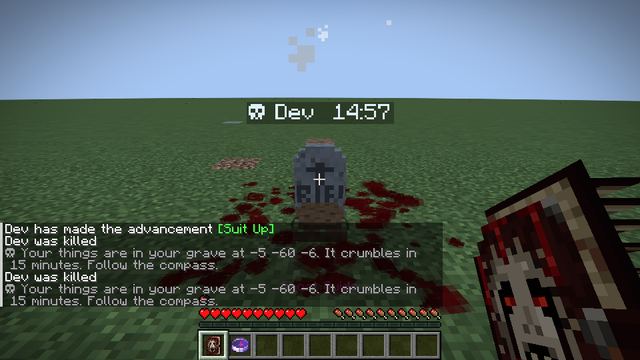 Dev 14:57
R.I.P.
Dev has made the advancement [Suit Up]
Dev was killed
Your things are in your grave at -5 -60 -6. It crumbles in
15 minutes. Follow the compass.
Dev was killed
Your things are in your grave at -5 -60 -6. It crumbles in
15 minutes. Follow the compass.